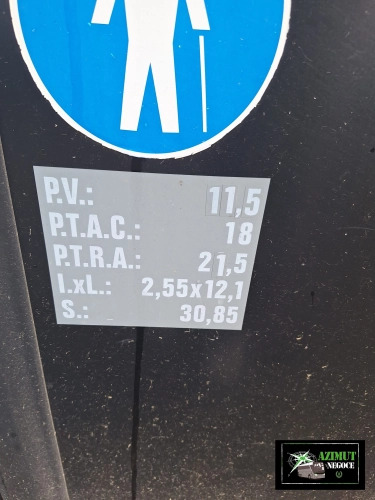 P.V.: 11,5
P.T.A.C.: 18
P.T.R.A.: 21,5
l.xL.: 2,55x12,1
S.: 30,85
AZIMUT
NEGOCE